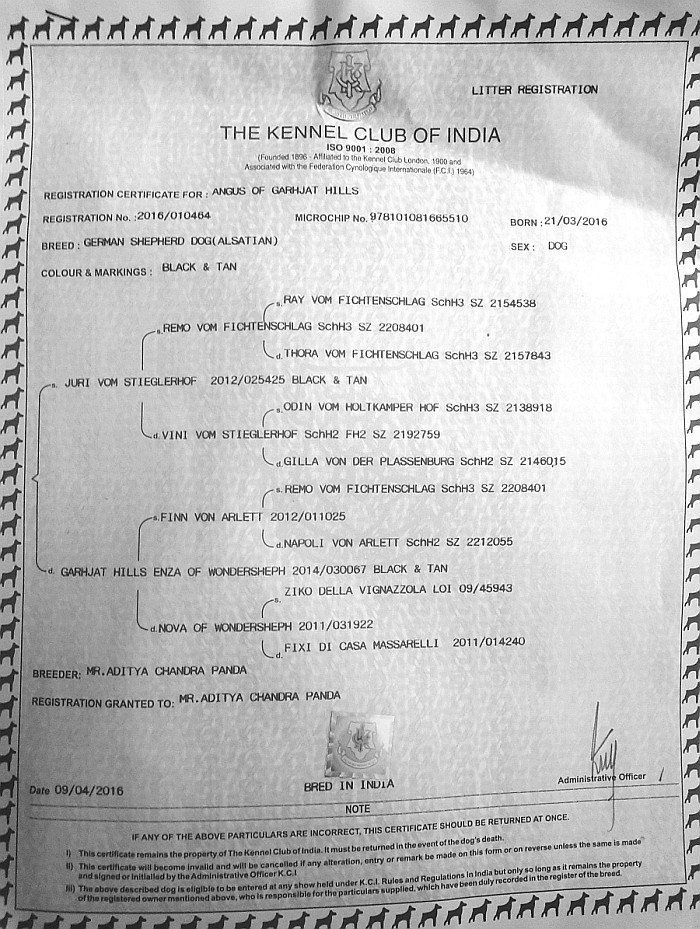 LITTER REGISTRATION
THE KENNEL CLUB OF INDIA
ISO 9001 : 2008
(Founded 1896 - Affiliated to the Kennel Club London, 1900 and
Associated with the Federation Cynologique Internationale (F.C.I.) 1964)
REGISTRATION CERTIFICATE FOR : ANGUS OF GARHJAT HILLS
REGISTRATION No. :2016/010464 MICROCHIP No. 978101081665510 BORN :21/03/2016
BREED : GERMAN SHEPHERD DOG(ALSATIAN) SEX : DOG
COLOUR & MARKINGS : BLACK & TAN
s. RAY VOM FICHTENSCHLAG SchH3 SZ 2154538
s. REMO VOM FICHTENSCHLAG SchH3 SZ 2208401
d. THORA VOM FICHTENSCHLAG SchH3 SZ 2157843
s. JURI VOM STIEGLERHOF 2012/025425 BLACK & TAN
s. ODIN VOM HOLTKAMPER HOF SchH3 SZ 2138918
d. VINI VOM STIEGLERHOF SchH2 FH2 SZ 2192759
d. GILLA VON DER PLASSENBURG SchH2 SZ 2146015
s. REMO VOM FICHTENSCHLAG SchH3 SZ 2208401
s. FINN VON ARLETT 2012/011025
d. NAPOLI VON ARLETT SchH2 SZ 2212055
d. GARHJAT HILLS ENZA OF WONDERSHEPH 2014/030067 BLACK & TAN
s. ZIKO DELLA VIGNAZZOLA LOI 09/45943
d. NOVA OF WONDERSHEPH 2011/031922
d. FIXI DI CASA MASSARELLI 2011/014240
BREEDER: MR.ADITYA CHANDRA PANDA
REGISTRATION GRANTED TO: MR.ADITYA CHANDRA PANDA
BRED IN INDIA
Date 09/04/2016
Administrative Officer
NOTE
IF ANY OF THE ABOVE PARTICULARS ARE INCORRECT, THIS CERTIFICATE SHOULD BE RETURNED AT ONCE.
I) This certificate remains the property of The Kennel Club of India. It must be returned in the event of the dog's death.
II) This certificate will become invalid and will be cancelled if any alteration, entry or remark be made on this form or on reverse unless the same is made
and signed or initialled by the Administrative Officer K.C.I
III) The above described dog is eligible to be entered at any show held under K.C.I. Rules and Regulations In India but only so long as it remains the property
of the registered owner mentioned above, who is responsible for the particulars supplied, which have been duly recorded in the register of the breed.